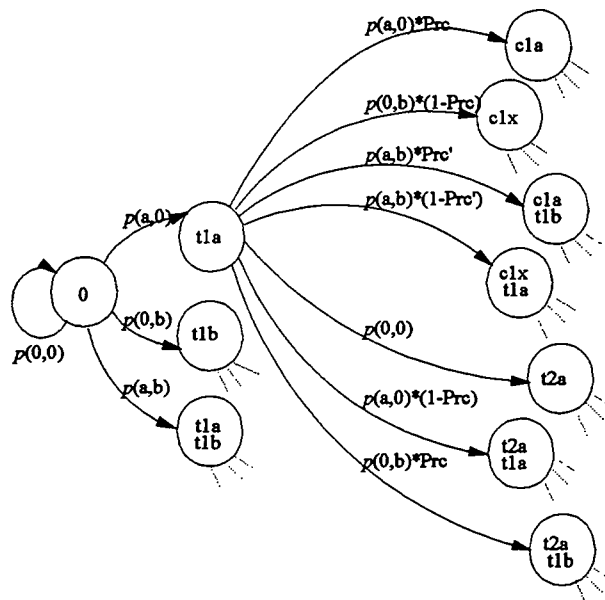 p(a,0)*Prc
c1a
p(0,b)*(1-Prc)
c1x
p(a,b)*Prc'
c1a
t1b
p(a,b)*(1-Prc')
p(a,0)
t1a
c1x
t1a
0
p(0,0)
p(0,b)
t1b
p(0,0)
t2a
p(a,b)
t1a
t1b
p(a,0)*(1-Prc)
t2a
t1a
p(0,b)*Prc
t2a
t1b